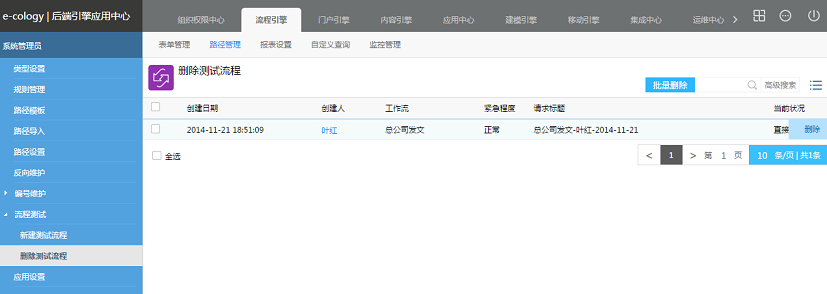 e-cology | 后端引擎应用中心
组织权限中心 流程引擎 门户引擎 内容引擎 应用中心 建模引擎 移动引擎 集成中心 运维中心
系统管理员
表单管理 路径管理 报表设置 自定义查询 监控管理
类型设置
规则管理
路径模板
路径导入
路径设置
反向维护
编号维护
流程测试
新建测试流程
删除测试流程
应用设置
删除测试流程
批量删除 高级搜索
创建日期 创建人 工作流 紧急程度 请求标题 当前状况
2014-11-21 18:51:09 叶红 总公司发文 正常 总公司发文-叶红-2014-11-21 直接 删除
全选
< 1 > 第 1 页 10 条/页 | 共1条